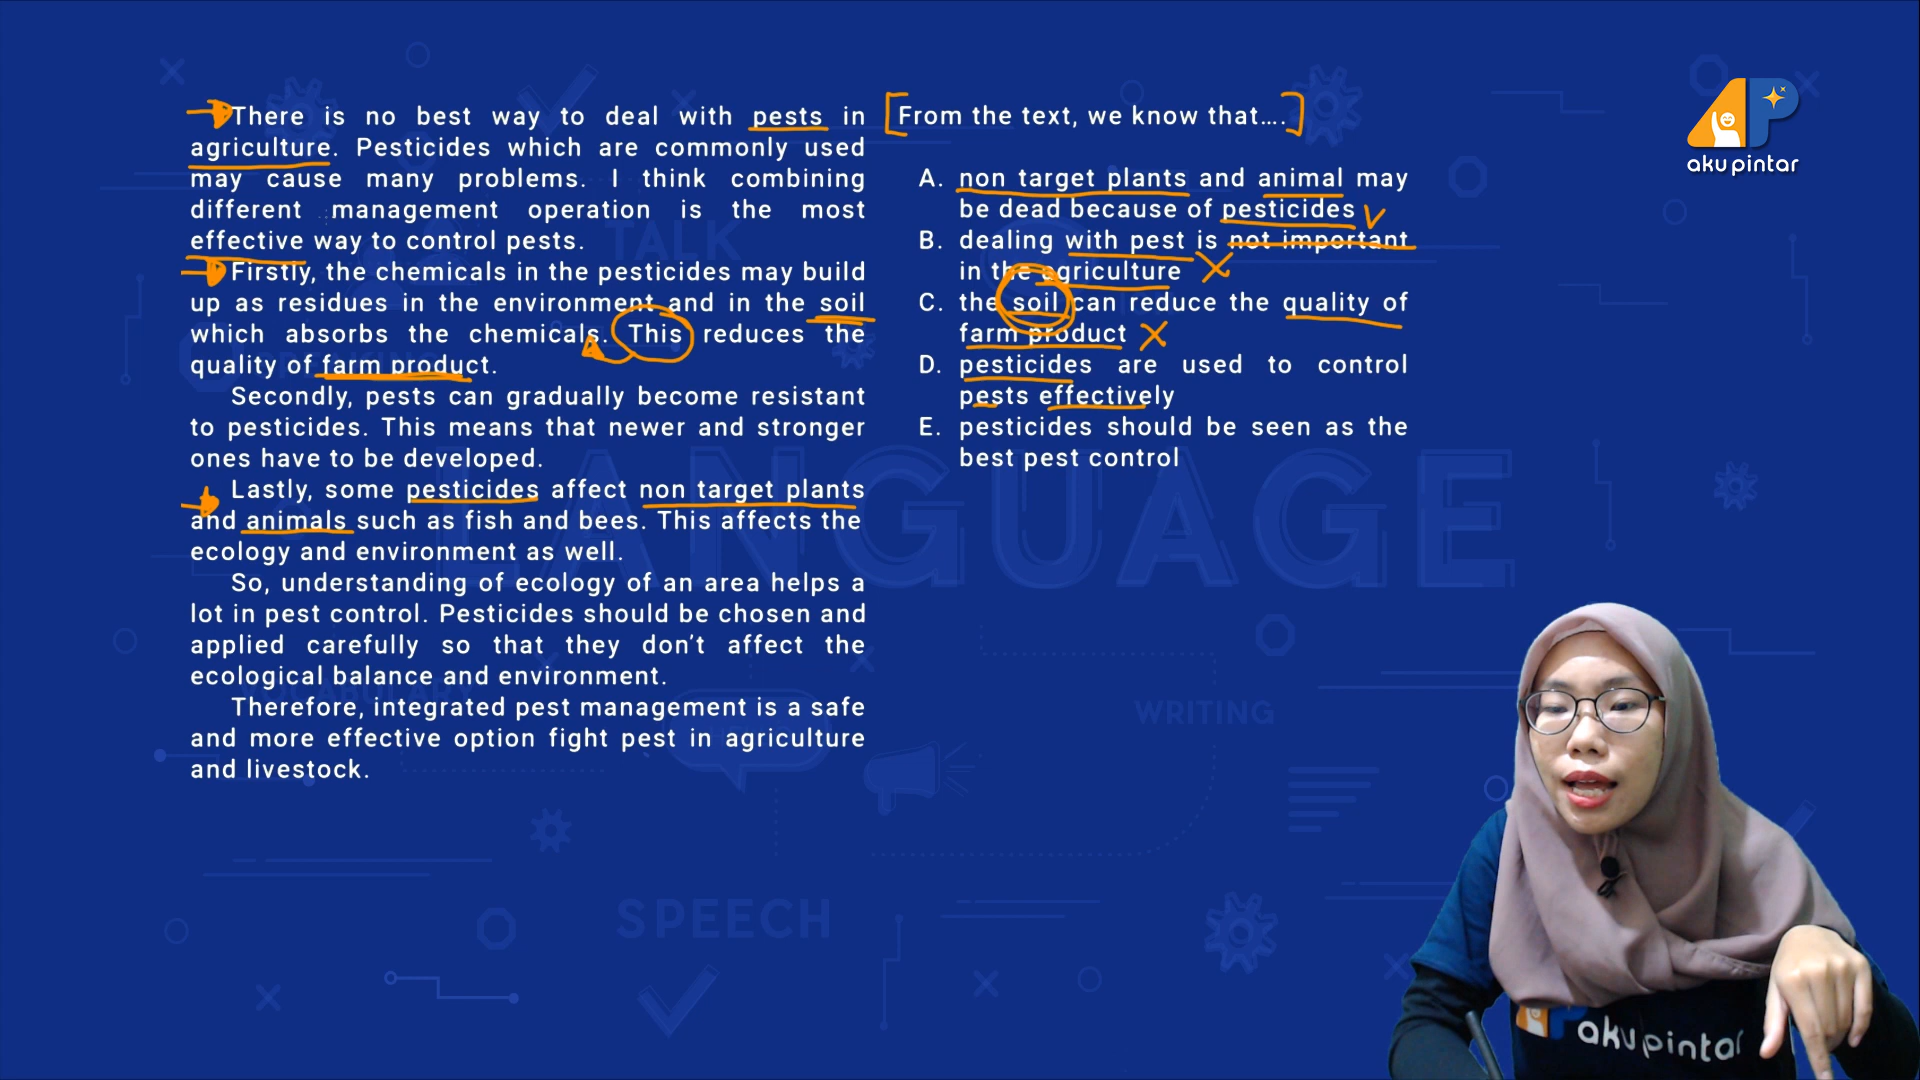 There is no best way to deal with pests in
agriculture. Pesticides which are commonly used
may cause many problems. I think combining
different management operation is the most
effective way to control pests.
Firstly, the chemicals in the pesticides may build
up as residues in the environment and in the soil
which absorbs the chemicals. This reduces the
quality of farm product.
Secondly, pests can gradually become resistant
to pesticides. This means that newer and stronger
ones have to be developed.
Lastly, some pesticides affect non target plants
and animals such as fish and bees. This affects the
ecology and environment as well.
So, understanding of ecology of an area helps a
lot in pest control. Pesticides should be chosen and
applied carefully so that they don't affect the
ecological balance and environment.
Therefore, integrated pest management is a safe
and more effective option fight pest in agriculture
and livestock.
From the text, we know that....
A. non target plants and animal may
be dead because of pesticides
B. dealing with pest is not important
in the agriculture
C. the soil can reduce the quality of
farm product
D. pesticides are used to control
pests effectively
E. pesticides should be seen as the
best pest control
AP
aku pintar
TALK
LANGUAGE
VOCABULARY
WRITING
SPEECH
aku pintar